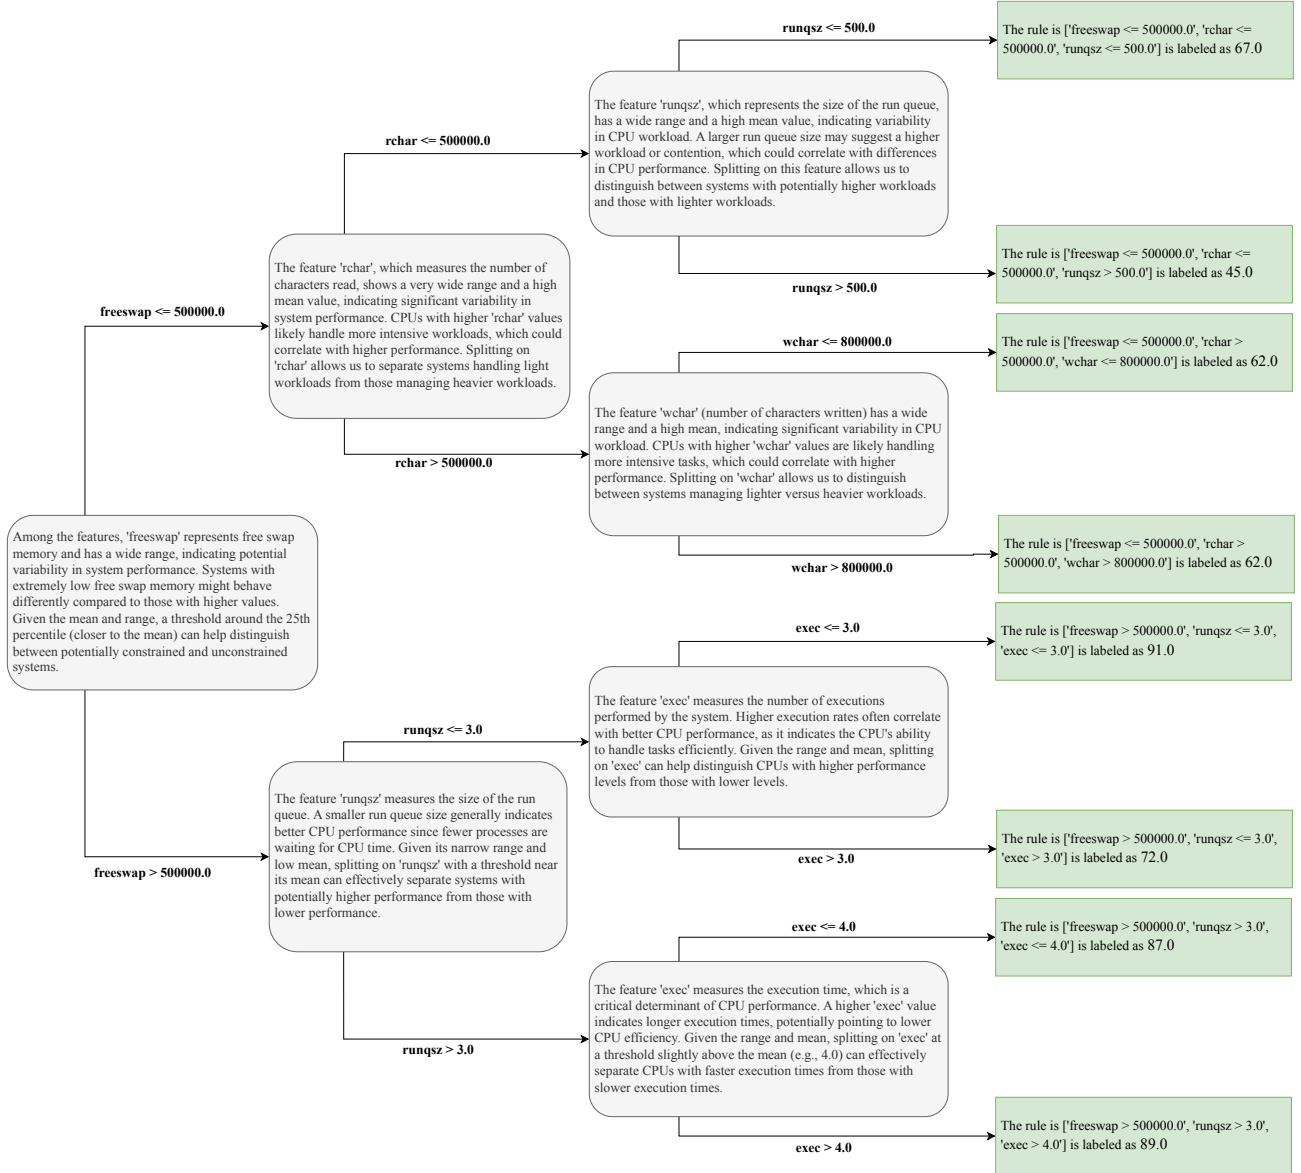 runqsz <= 500.0
The rule is ['freeswap <= 500000.0', 'rchar <=
500000.0', 'runqsz <= 500.0'] is labeled as 67.0
The feature 'runqsz', which represents the size of the run queue,
has a wide range and a high mean value, indicating variability
in CPU workload. A larger run queue size may suggest a higher
workload or contention, which could correlate with differences
in CPU performance. Splitting on this feature allows us to
distinguish between systems with potentially higher workloads
and those with lighter workloads.
rchar <= 500000.0
The rule is ['freeswap <= 500000.0', 'rchar <=
500000.0', 'runqsz > 500.0'] is labeled as 45.0
runqsz > 500.0
The feature 'rchar', which measures the number of
characters read, shows a very wide range and a high
mean value, indicating significant variability in
system performance. CPUs with higher 'rchar' values
likely handle more intensive workloads, which could
correlate with higher performance. Splitting on
'rchar' allows us to separate systems handling light
workloads from those managing heavier workloads.
freeswap <= 500000.0
wchar <= 800000.0
The rule is ['freeswap <= 500000.0', 'rchar >
500000.0', 'wchar <= 800000.0'] is labeled as 62.0
The feature 'wchar' (number of characters written) has a wide
range and a high mean, indicating significant variability in CPU
workload. CPUs with higher 'wchar' values are likely handling
more intensive tasks, which could correlate with higher
performance. Splitting on 'wchar' allows us to distinguish
between systems managing lighter versus heavier workloads.
rchar > 500000.0
The rule is ['freeswap <= 500000.0', 'rchar >
500000.0', 'wchar > 800000.0'] is labeled as 62.0
wchar > 800000.0
Among the features, 'freeswap' represents free swap
memory and has a wide range, indicating potential
variability in system performance. Systems with
extremely low free swap memory might behave
differently compared to those with higher values.
Given the mean and range, a threshold around the 25th
percentile (closer to the mean) can help distinguish
between potentially constrained and unconstrained
systems.
exec <= 3.0
The rule is ['freeswap > 500000.0', 'runqsz <= 3.0',
'exec <= 3.0'] is labeled as 91.0
The feature 'exec' measures the number of executions
performed by the system. Higher execution rates often correlate
with better CPU performance, as it indicates the CPU's ability
to handle tasks efficiently. Given the range and mean, splitting
on 'exec' can help distinguish CPUs with higher performance
levels from those with lower levels.
runqsz <= 3.0
The feature 'runqsz' measures the size of the run
queue. A smaller run queue size generally indicates
better CPU performance since fewer processes are
waiting for CPU time. Given its narrow range and
low mean, splitting on 'runqsz' with a threshold near
its mean can effectively separate systems with
potentially higher performance from those with
lower performance.
freeswap > 500000.0
exec > 3.0
The rule is ['freeswap > 500000.0', 'runqsz <= 3.0',
'exec > 3.0'] is labeled as 72.0
exec <= 4.0
The rule is ['freeswap > 500000.0', 'runqsz > 3.0',
'exec <= 4.0'] is labeled as 87.0
The feature 'exec' measures the execution time, which is a
critical determinant of CPU performance. A higher 'exec' value
indicates longer execution times, potentially pointing to lower
CPU efficiency. Given the range and mean, splitting on 'exec' at
a threshold slightly above the mean (e.g., 4.0) can effectively
separate CPUs with faster execution times from those with
slower execution times.
runqsz > 3.0
The rule is ['freeswap > 500000.0', 'runqsz > 3.0',
'exec > 4.0'] is labeled as 89.0
exec > 4.0